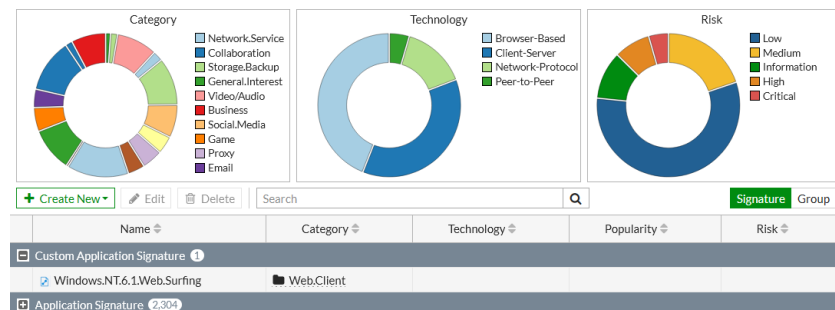 Category
Network.Service
Collaboration
Storage.Backup
General.Interest
Video/Audio
Business
Social.Media
Game
Proxy
Email
Technology
Browser-Based
Client-Server
Network-Protocol
Peer-to-Peer
Risk
Low
Medium
Information
High
Critical
+ Create New Edit Delete Search Signature Group
Name Category Technology Popularity Risk
Custom Application Signature 1
Windows.NT.6.1.Web.Surfing Web.Client
Application Signature 2,304